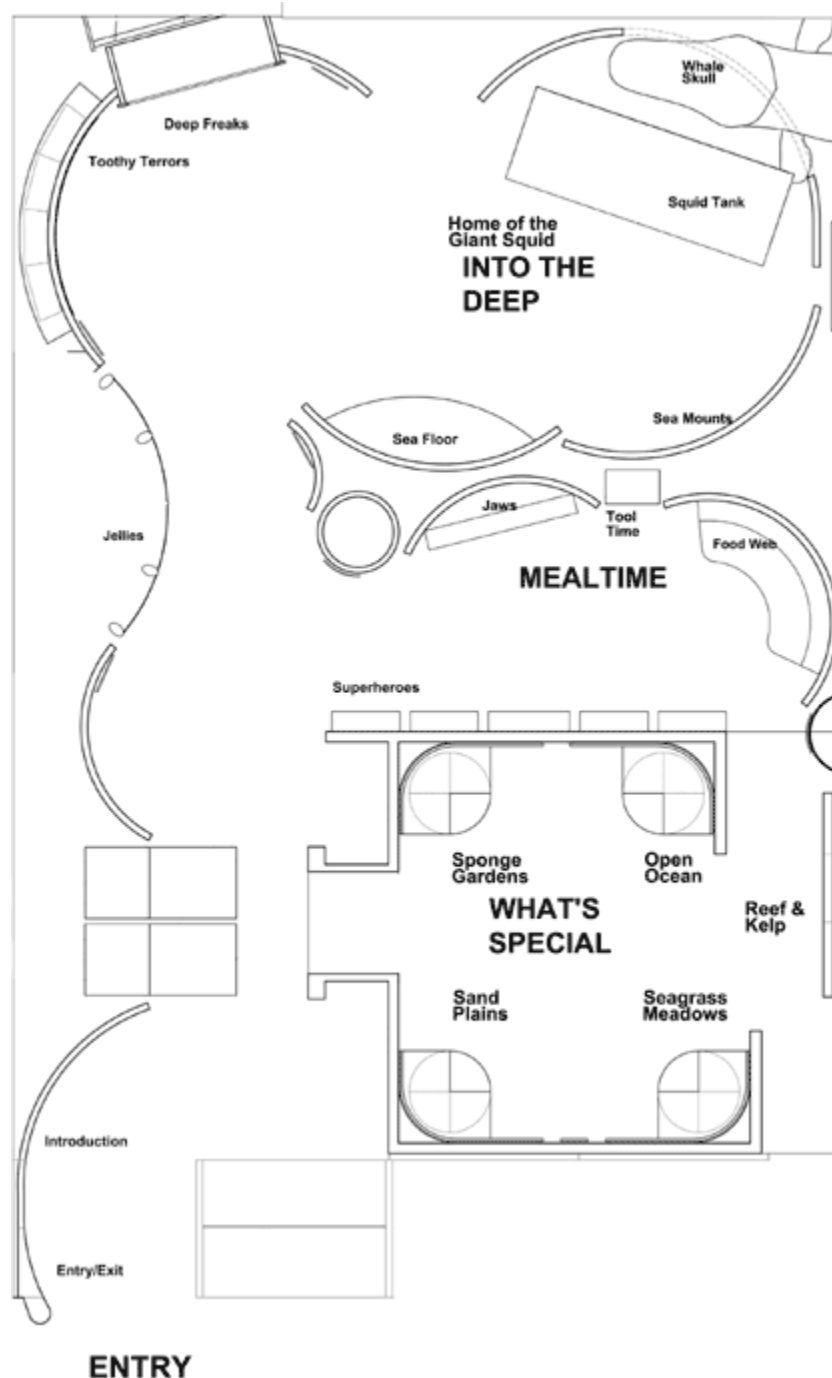 Whale
Skull
Deep Freaks
Toothy Terrors
Squid Tank
Home of the
Giant Squid
INTO THE
DEEP
Sea Mounts
Sea Floor
Jaws
Tool
Time
Jellies
Food Web
MEALTIME
Superheroes
Sponge
Gardens
Open
Ocean
WHAT'S
SPECIAL
Reef &
Kelp
Sand
Plains
Seagrass
Meadows
Introduction
Entry/Exit
ENTRY